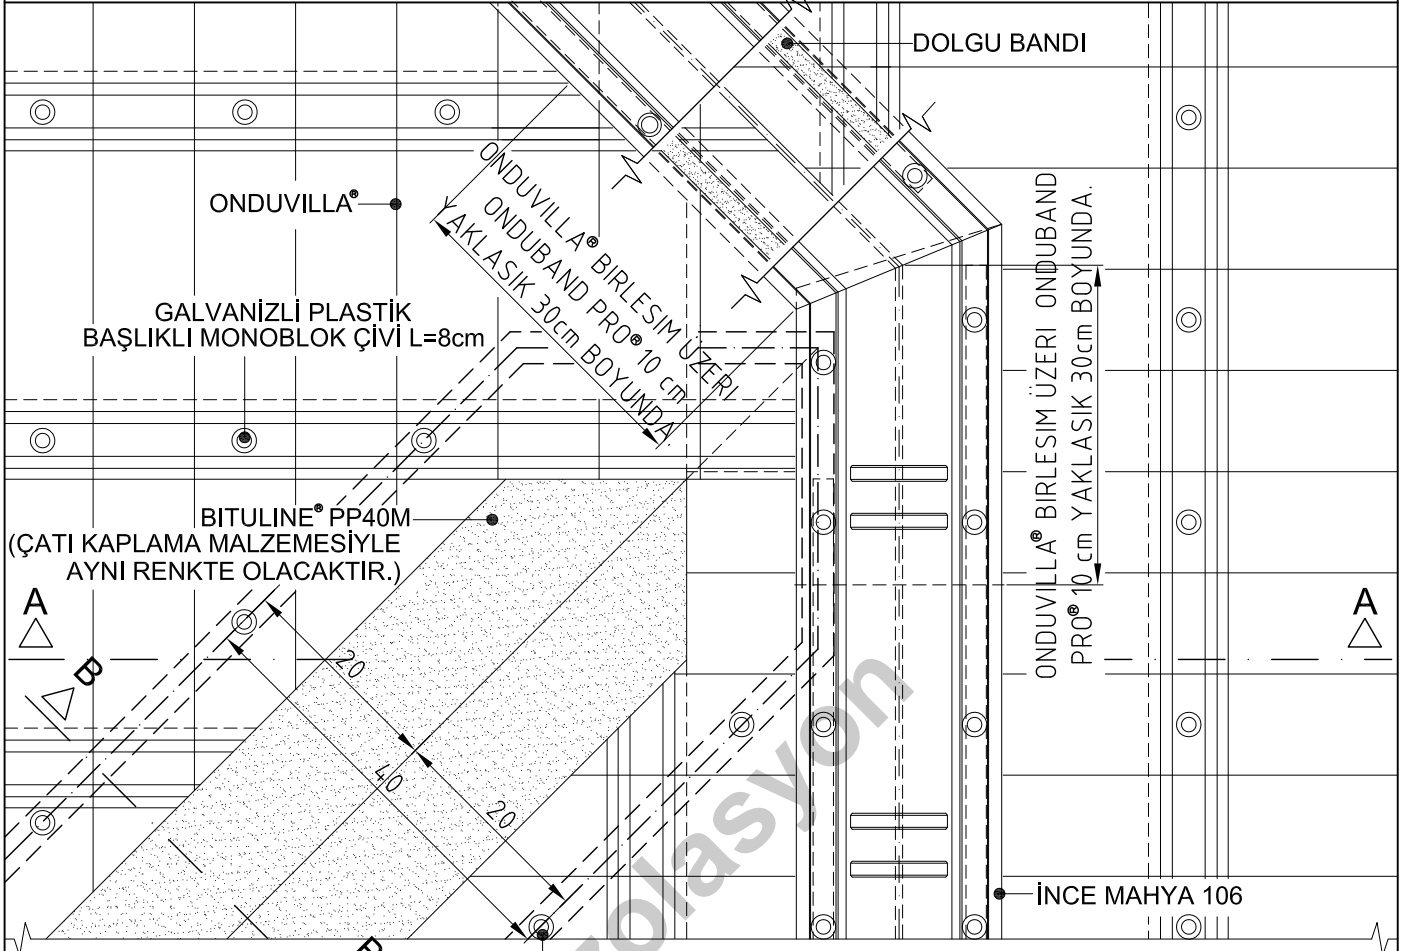 DOLGU BANDI
ONDUVILLA®
ONDUVILLA® BIRLESIM ÜZERI
ONDUBAND PRO® 10 cm
YAKLASIK 30cm BOYUNDA.
GALVANİZLİ PLASTİK
BAŞLIKLI MONOBLOK ÇİVİ L=8cm
ONDUVILLA® BIRLESIM ÜZERI ONDUBAND
PRO® 10 cm YAKLASIK 30cm BOYUNDA.
BITULINE® PP40M
(ÇATI KAPLAMA MALZEMESİYLE
AYNI RENKTE OLACAKTIR.)
A
A
B
20
40
20
İNCE MAHYA 106
B
zolasyon